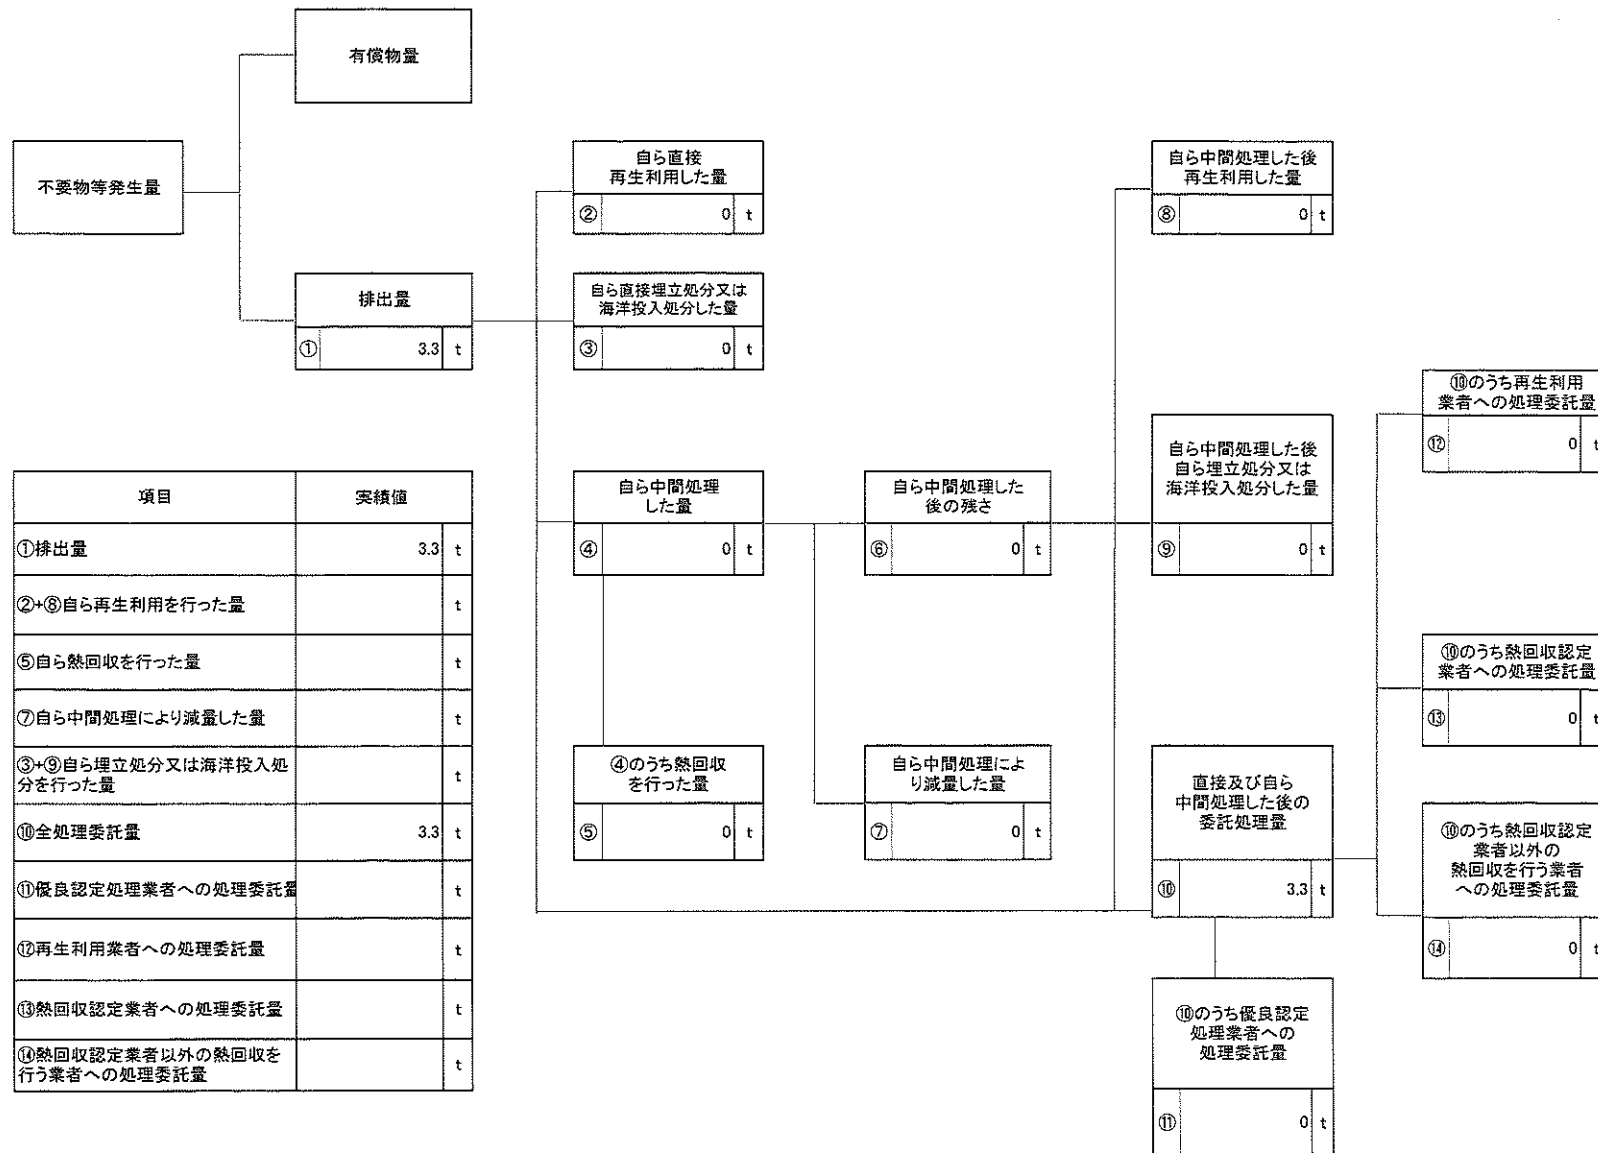 有償物量
不要物等発生量
排出量
① 3.3 t
自ら直接
再生利用した量
② 0 t
自ら直接埋立処分又は
海洋投入処分した量
③ 0 t
自ら中間処理
した量
④ 0 t
④のうち熱回収
を行った量
⑤ 0 t
自ら中間処理した
後の残さ
⑥ 0 t
自ら中間処理によ
り減量した量
⑦ 0 t
自ら中間処理した後
再生利用した量
⑧ 0 t
自ら中間処理した後
自ら埋立処分又は
海洋投入処分した量
⑨ 0 t
直接及び自ら
中間処理した後の
委託処理量
⑩ 3.3 t
⑩のうち優良認定
処理業者への
処理委託量
⑪ 0 t
⑩のうち再生利用
業者への処理委託量
⑫ 0 t
⑩のうち熱回収認定
業者への処理委託量
⑬ 0 t
⑩のうち熱回収認定
業者以外の
熱回収を行う業者
への処理委託量
⑭ 0 t
項目 実績値
①排出量 3.3 t
②+⑧自ら再生利用を行った量 t
⑤自ら熱回収を行った量 t
⑦自ら中間処理により減量した量 t
③+⑨自ら埋立処分又は海洋投入処
分を行った量 t
⑩全処理委託量 3.3 t
⑪優良認定処理業者への処理委託量 t
⑫再生利用業者への処理委託量 t
⑬熱回収認定業者への処理委託量 t
⑭熱回収認定業者以外の熱回収を
行う業者への処理委託量 t